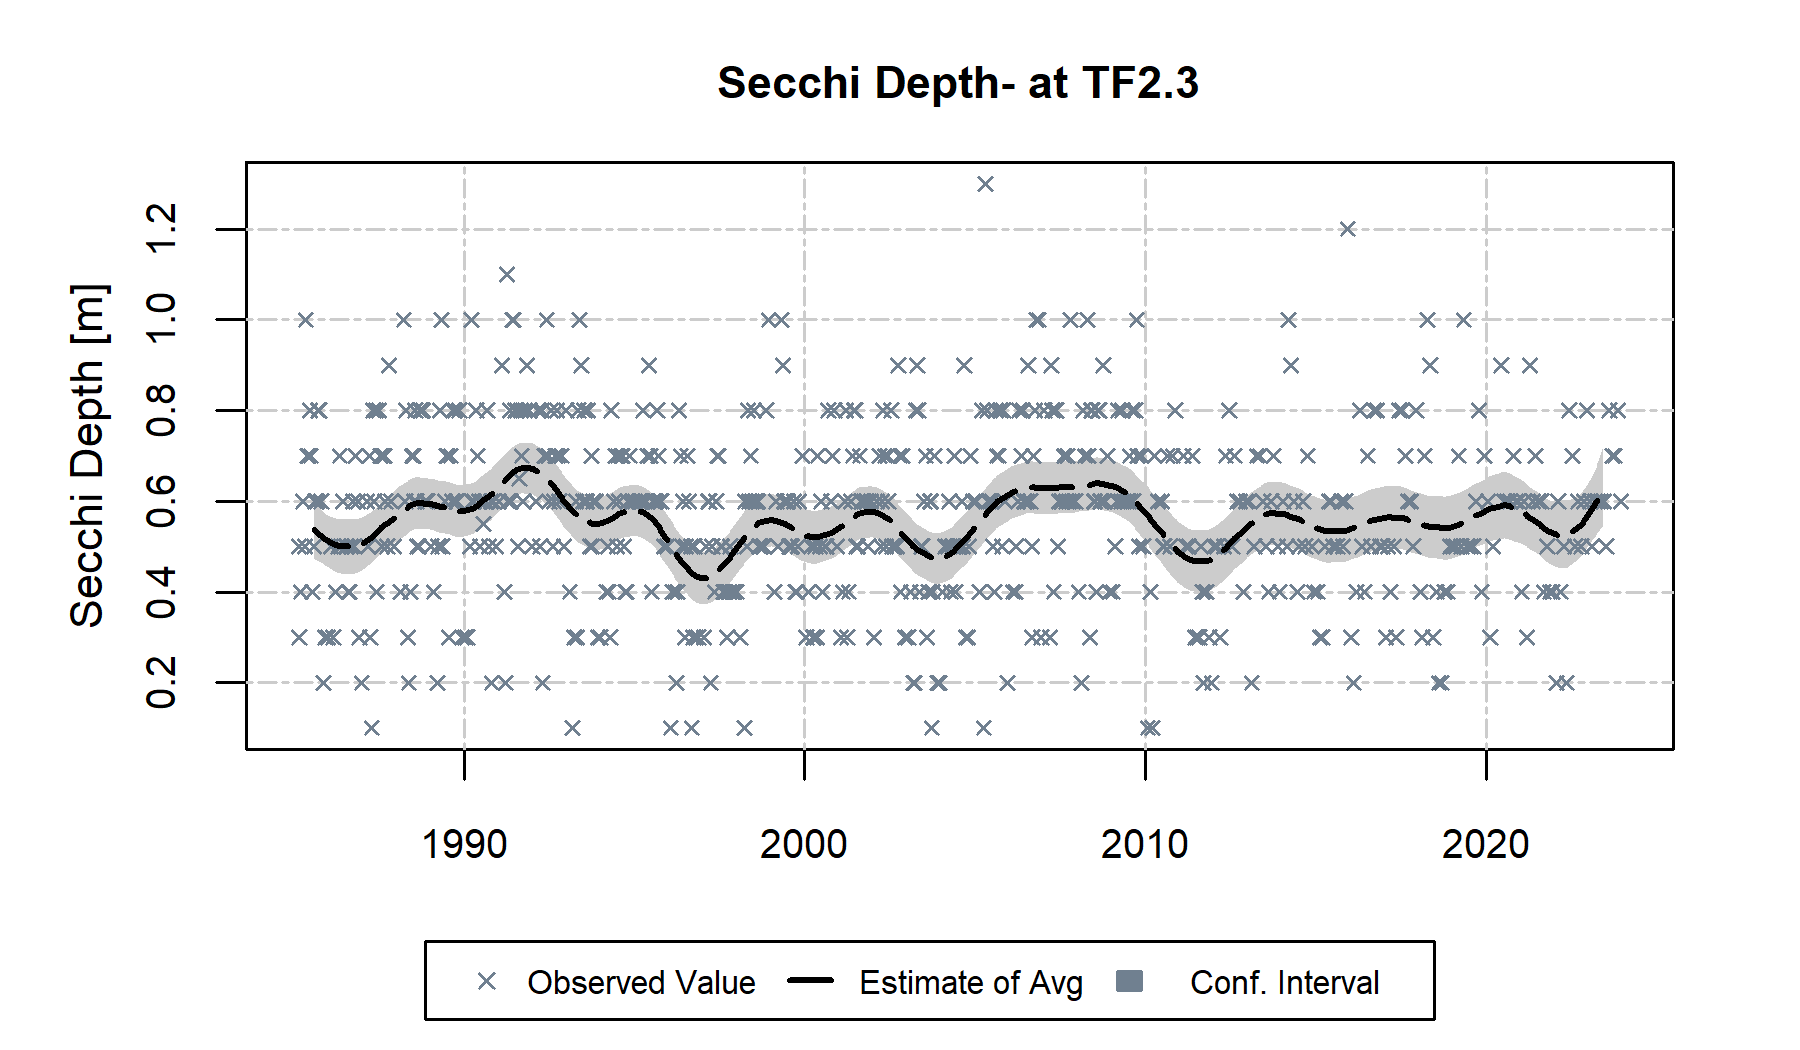 Secchi Depth- at TF2.3
Secchi Depth [m]
1.2
1.0
0.8
0.6
0.4
0.2
1990 2000 2010 2020
Observed Value Estimate of Avg Conf. Interval